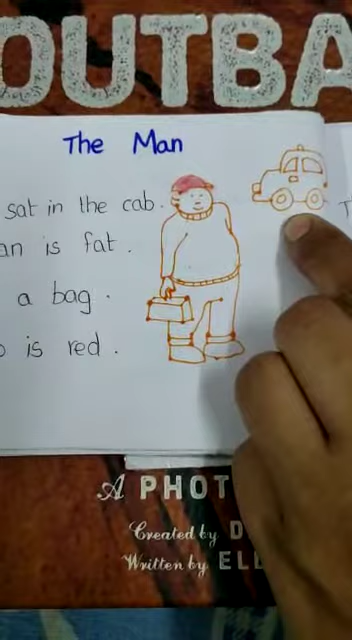 OUTBA
The Man
sat in the cab.
an is fat.
a bag.
is red.
A PHOT
Created by D
Written by ELL